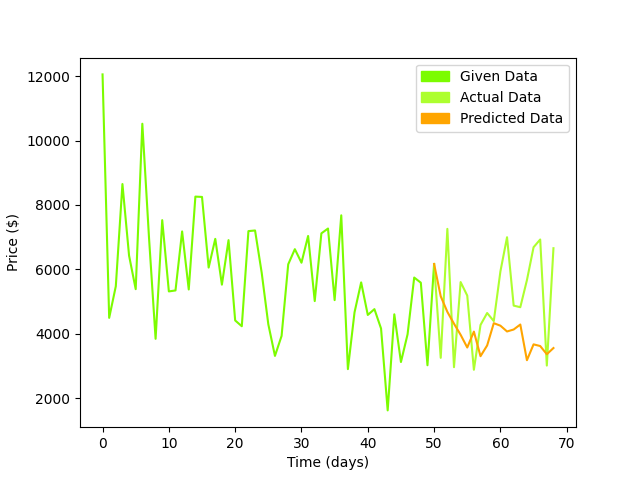 Given Data
Actual Data
Predicted Data
12000
10000
8000
6000
4000
2000
Price ($)
0 10 20 30 40 50 60 70
Time (days)